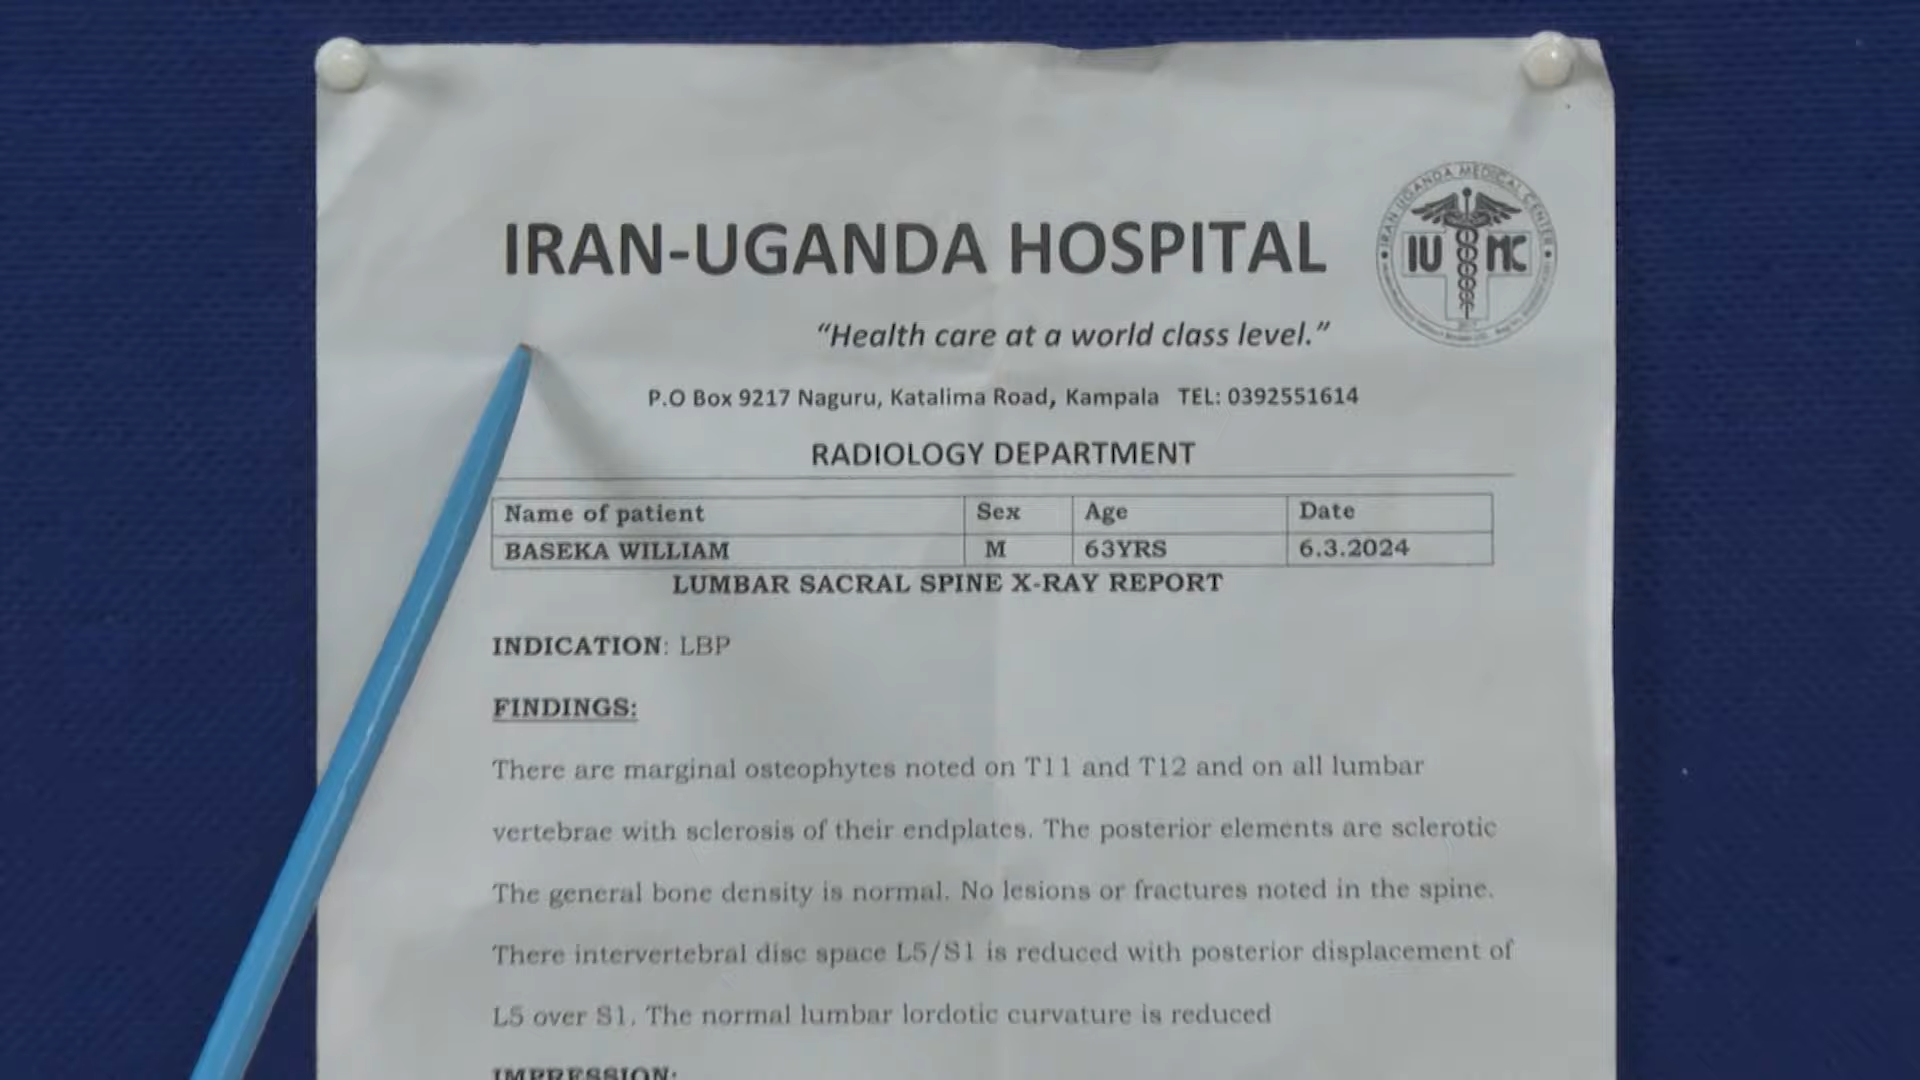 IRAN-UGANDA HOSPITAL
IRAN UGANDA MEDICAL CENTER
IU MC
“Health care at a world class level.”
P.O Box 9217 Naguru, Katalima Road, Kampala TEL: 0392551614
RADIOLOGY DEPARTMENT
Name of patient Sex Age Date
BASEKA WILLIAM M 63YRS 6.3.2024
LUMBAR SACRAL SPINE X-RAY REPORT
INDICATION: LBP
FINDINGS:
There are marginal osteophytes noted on T11 and T12 and on all lumbar
vertebrae with sclerosis of their endplates. The posterior elements are sclerotic
The general bone density is normal. No lesions or fractures noted in the spine.
There intervertebral disc space L5/S1 is reduced with posterior displacement of
L5 over S1. The normal lumbar lordotic curvature is reduced
IMPRESSION: